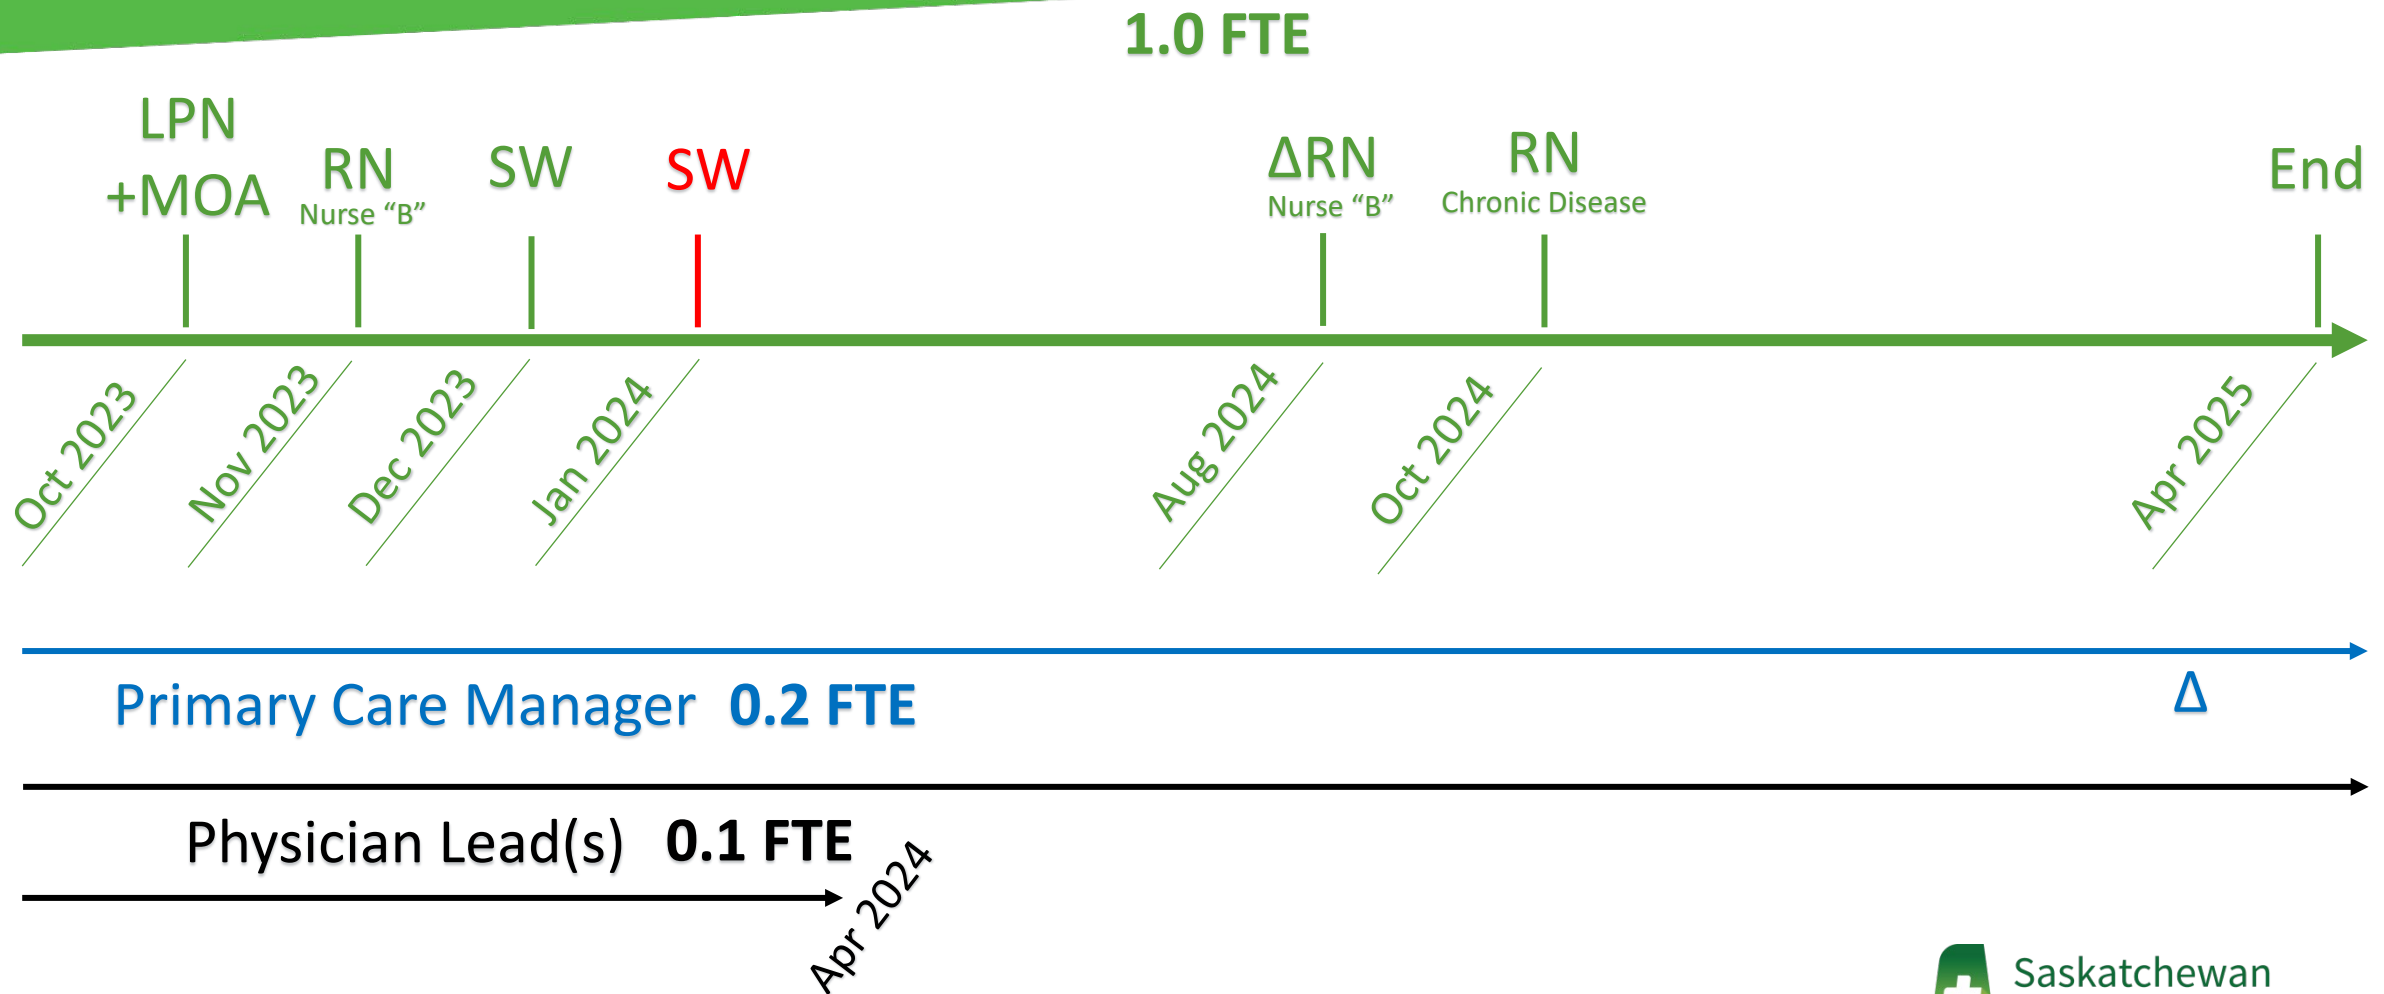 1.0 FTE
LPN
+MOA
RN
Nurse “B”
SW
SW
ΔRN
Nurse “B”
RN
Chronic Disease
End
Oct 2023
Nov 2023
Dec 2023
Jan 2024
Aug 2024
Oct 2024
Apr 2025
Primary Care Manager 0.2 FTE
Δ
Physician Lead(s) 0.1 FTE
Apr 2024
Saskatchewan